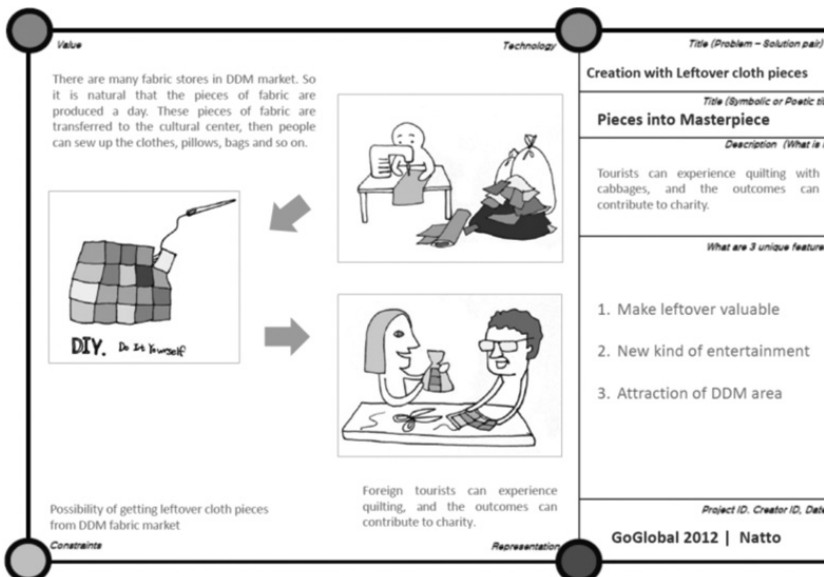 Value
Technology
There are many fabric stores in DDM market. So
it is natural that the pieces of fabric are
produced a day. These pieces of fabric are
transferred to the cultural center, then people
can sew up the clothes, pillows, bags and so on.
DIY. Do It Yourself
Possibility of getting leftover cloth pieces
from DDM fabric market
Constraints
Foreign tourists can experience
quilting, and the outcomes can
contribute to charity.
Representation
Title (Problem – Solution pair)
Creation with Leftover cloth pieces
Title (Symbolic or Poetic
Pieces into Masterpiece
Description (What is
Tourists can experience quilting with
cabbages, and the outcomes can
contribute to charity.
What are 3 unique feature
1. Make leftover valuable
2. New kind of entertainment
3. Attraction of DDM area
Project ID. Creator ID, Date
GoGlobal 2012 | Natto